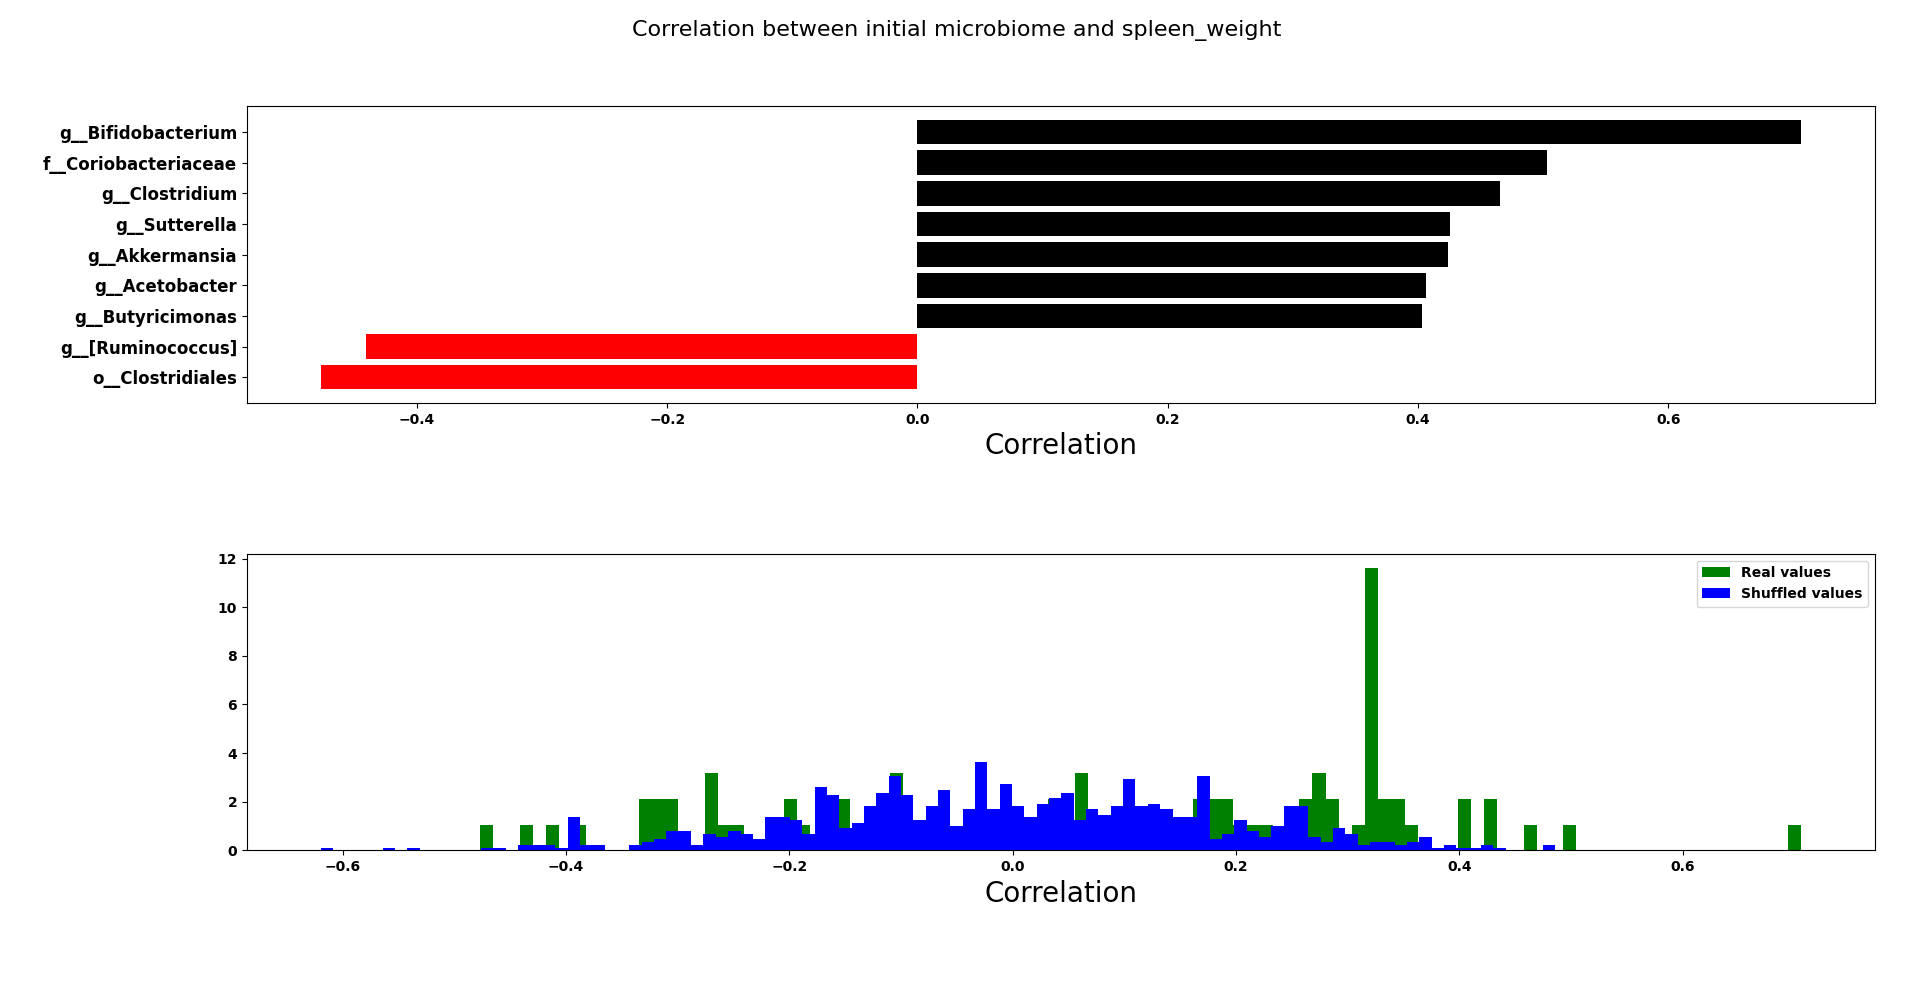 Correlation between initial microbiome and spleen_weight
g__Bifidobacterium
f__Coriobacteriaceae
g__Clostridium
g__Sutterella
g__Akkermansia
g__Acetobacter
g__Butyricimonas
g__[Ruminococcus]
o__Clostridiales
−0.4 −0.2 0.0 0.2 0.4 0.6
Correlation
12
10
8
6
4
2
0
Real values
Shuffled values
−0.6 −0.4 −0.2 0.0 0.2 0.4 0.6
Correlation